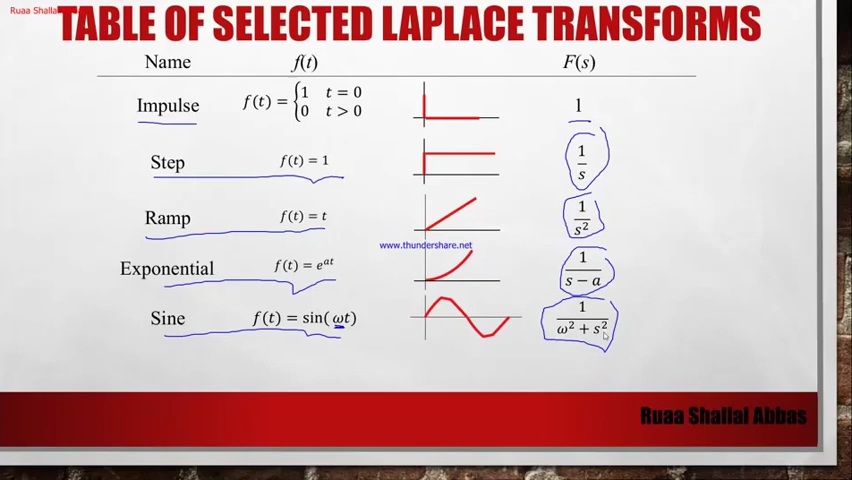 Ruaa Shallal
TABLE OF SELECTED LAPLACE TRANSFORMS
Name f(t) F(s)
Impulse f(t) = {1 t = 0
0 t > 0 1
Step f(t) = 1 1/s
Ramp f(t) = t 1/s²
www.thundershare.net
Exponential f(t) = e^{at} 1/(s − a)
Sine f(t) = sin( ωt) 1/(ω² + s²)
Ruaa Shallal Abbas